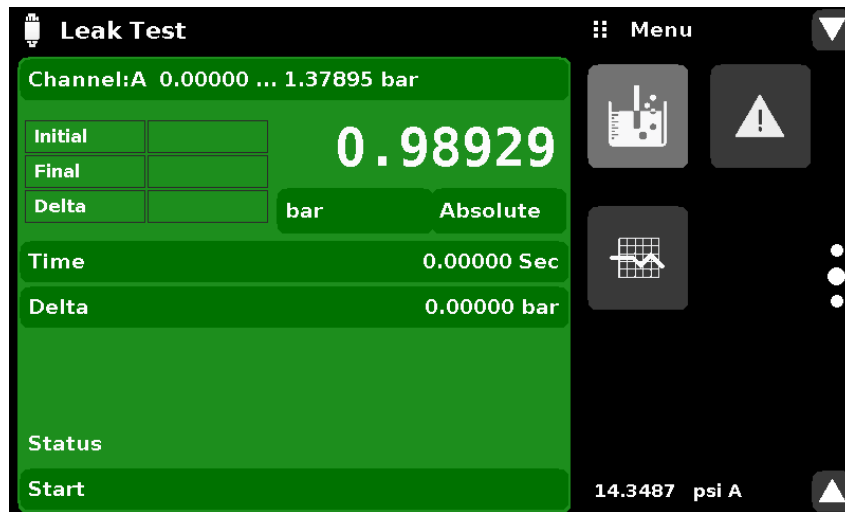 Leak Test
Menu
Channel:A 0.00000 ... 1.37895 bar
Initial
0.98929
Final
Delta
bar Absolute
Time 0.00000 Sec
Delta 0.00000 bar
Status
Start
14.3487 psi A